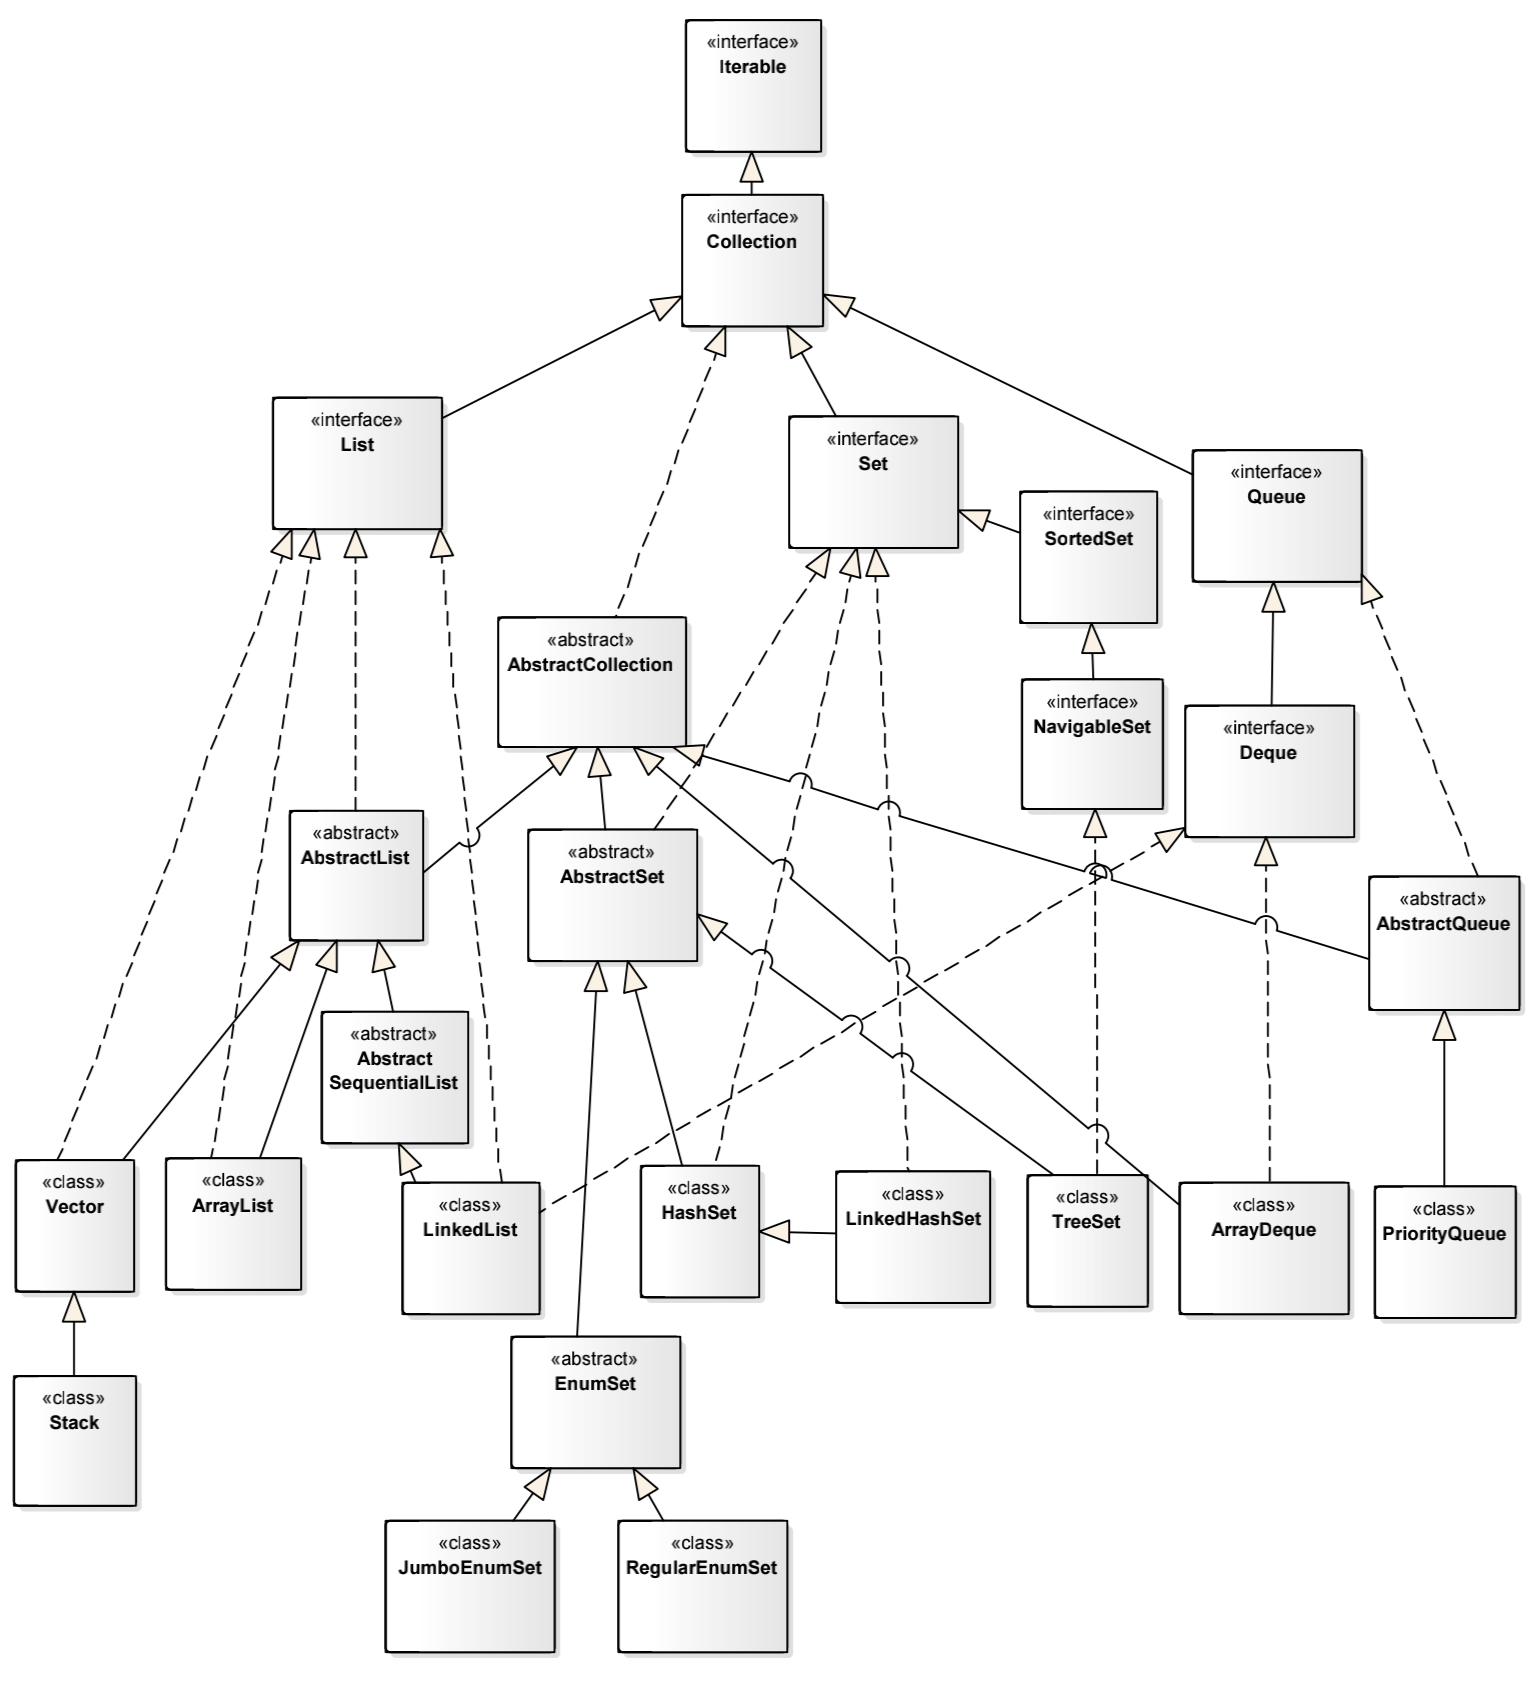 «interface»
Iterable
«interface»
Collection
«interface»
List
«interface»
Set
«interface»
Queue
«interface»
SortedSet
«abstract»
AbstractCollection
«interface»
NavigableSet
«interface»
Deque
«abstract»
AbstractList
«abstract»
AbstractSet
«abstract»
AbstractQueue
«abstract»
Abstract
SequentialList
«class»
Vector
«class»
ArrayList
«class»
LinkedList
«class»
HashSet
«class»
LinkedHashSet
«class»
TreeSet
«class»
ArrayDeque
«class»
PriorityQueue
«abstract»
EnumSet
«class»
Stack
«class»
JumboEnumSet
«class»
RegularEnumSet